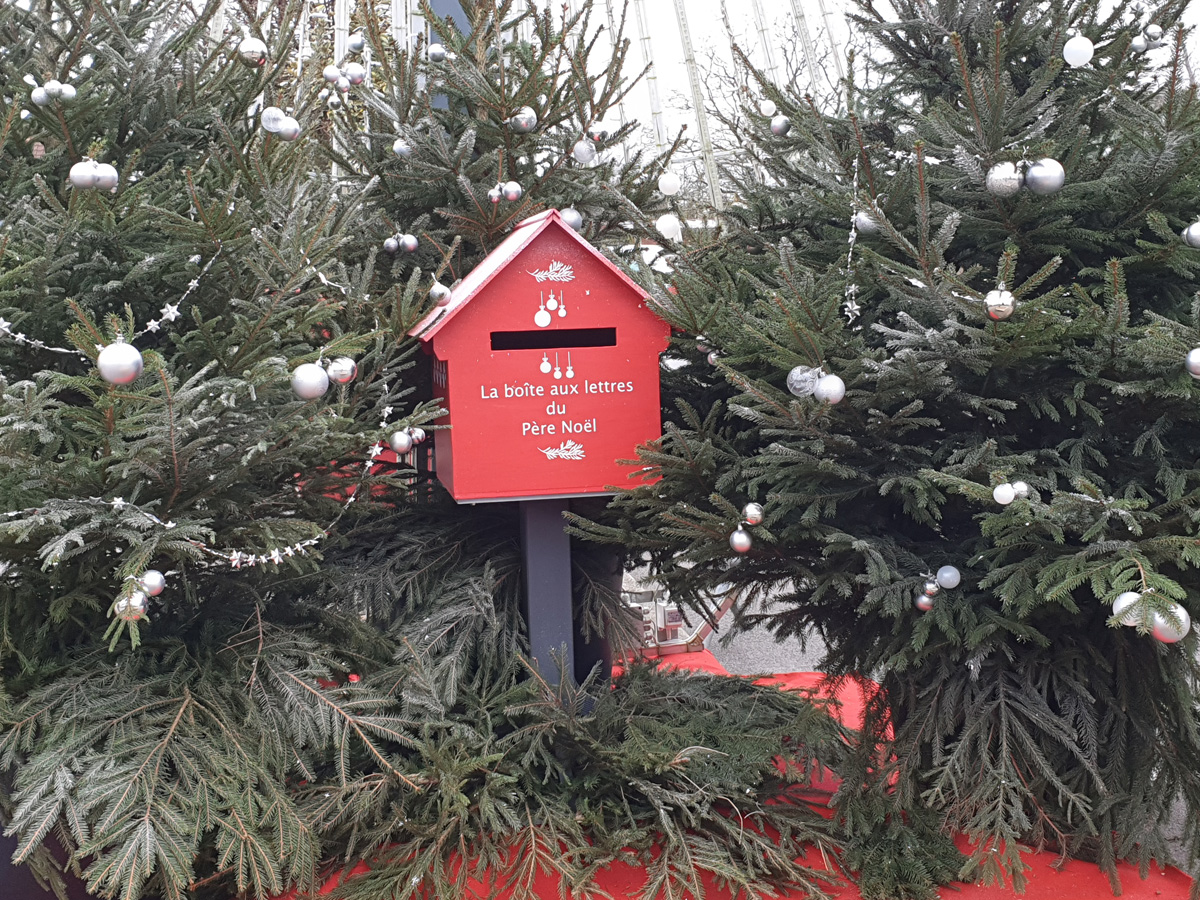 La boîte aux lettres
du
Père Noël